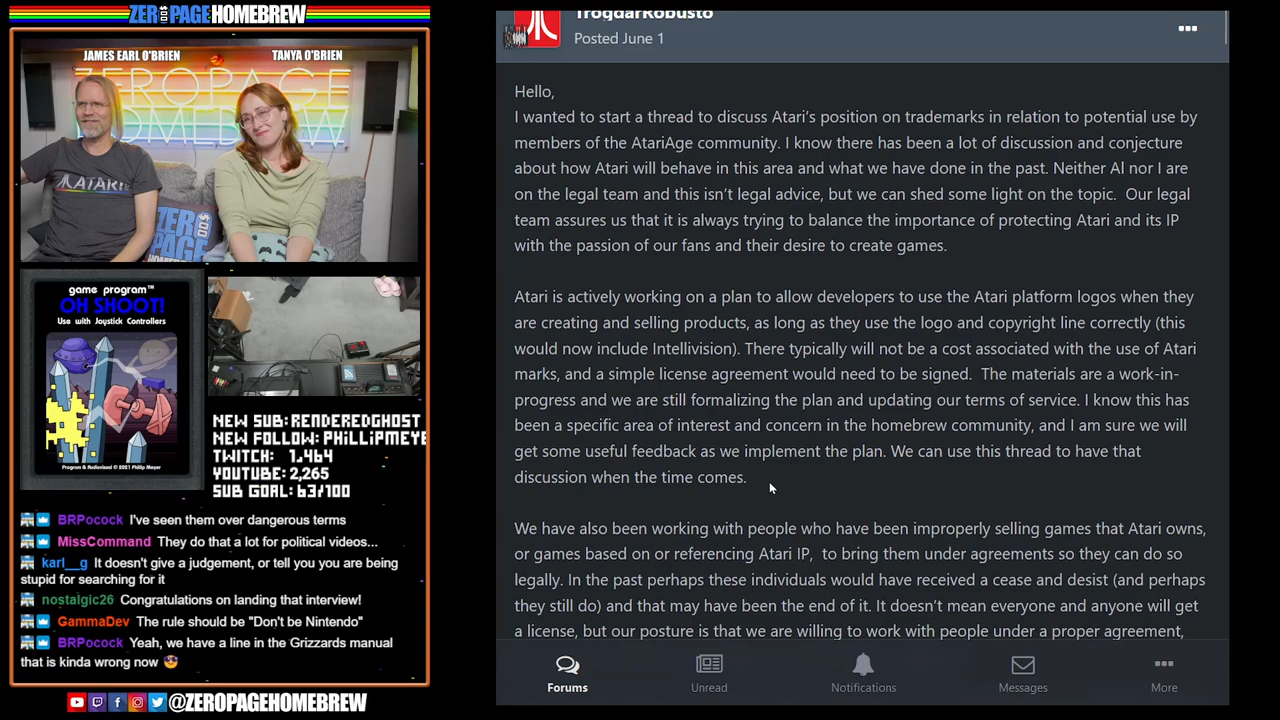 ZEROPAGEHOMEBREW
JAMES EARL O'BRIEN
TANYA O'BRIEN
ZEROPAGE
HOMEBREW
ATARI
ZERO
PAGE
game program™
OH SHOOT!
Use with Joystick Controllers
Program & Audiovisual © 2021 Phillip Meyer
NEW SUB: RENDEREDGHOST
NEW FOLLOW: PHILLIPMEYE
TWITCH: 1,464
YOUTUBE: 2,265
SUB GOAL: 63/100
BRPocock I've seen them over dangerous terms
MissCommand They do that a lot for political videos...
karl__g It doesn't give a judgement, or tell you you are being
stupid for searching for it
nostalgic26 Congratulations on landing that interview!
GammaDev The rule should be "Don't be Nintendo"
BRPocock Yeah, we have a line in the Grizzards manual
that is kinda wrong now 😎
@ZEROPAGEHOMEBREW
TrogdarRobusto
Posted June 1
Hello,
I wanted to start a thread to discuss Atari's position on trademarks in relation to potential use by
members of the AtariAge community. I know there has been a lot of discussion and conjecture
about how Atari will behave in this area and what we have done in the past. Neither Al nor I are
on the legal team and this isn't legal advice, but we can shed some light on the topic.  Our legal
team assures us that it is always trying to balance the importance of protecting Atari and its IP
with the passion of our fans and their desire to create games.
Atari is actively working on a plan to allow developers to use the Atari platform logos when they
are creating and selling products, as long as they use the logo and copyright line correctly (this
would now include Intellivision). There typically will not be a cost associated with the use of Atari
marks, and a simple license agreement would need to be signed.  The materials are a work-in-
progress and we are still formalizing the plan and updating our terms of service. I know this has
been a specific area of interest and concern in the homebrew community, and I am sure we will
get some useful feedback as we implement the plan. We can use this thread to have that
discussion when the time comes.
We have also been working with people who have been improperly selling games that Atari owns,
or games based on or referencing Atari IP,  to bring them under agreements so they can do so
legally. In the past perhaps these individuals would have received a cease and desist (and perhaps
they still do) and that may have been the end of it. It doesn't mean everyone and anyone will get
a license, but our posture is that we are willing to work with people under a proper agreement,
Forums
Unread
Notifications
Messages
More